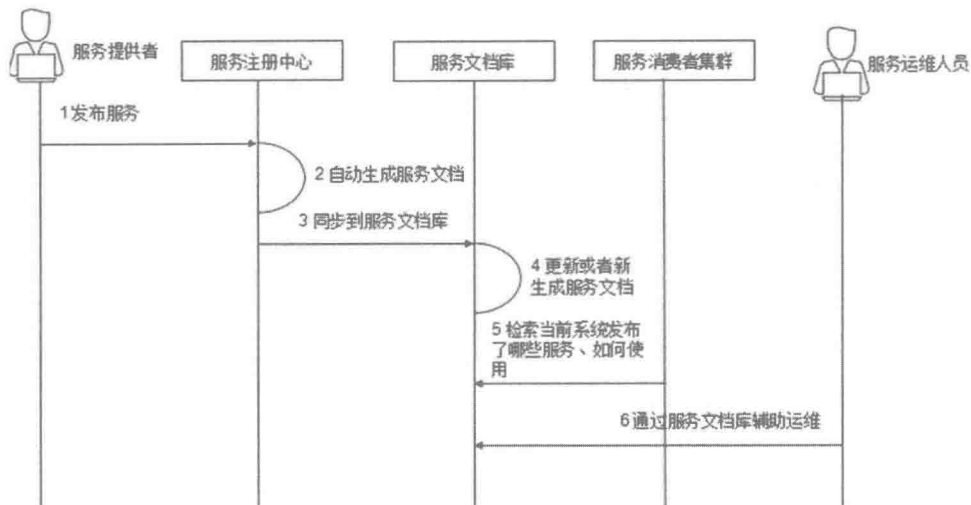 服务提供者
服务注册中心
服务文档库
服务消费者集群
服务运维人员
1发布服务
2 自动生成服务文档
3 同步到服务文档库
4 更新或者新
生成服务文档
5 检索当前系统发布
了哪些服务、如何使
用
6通过服务文档库辅助运维